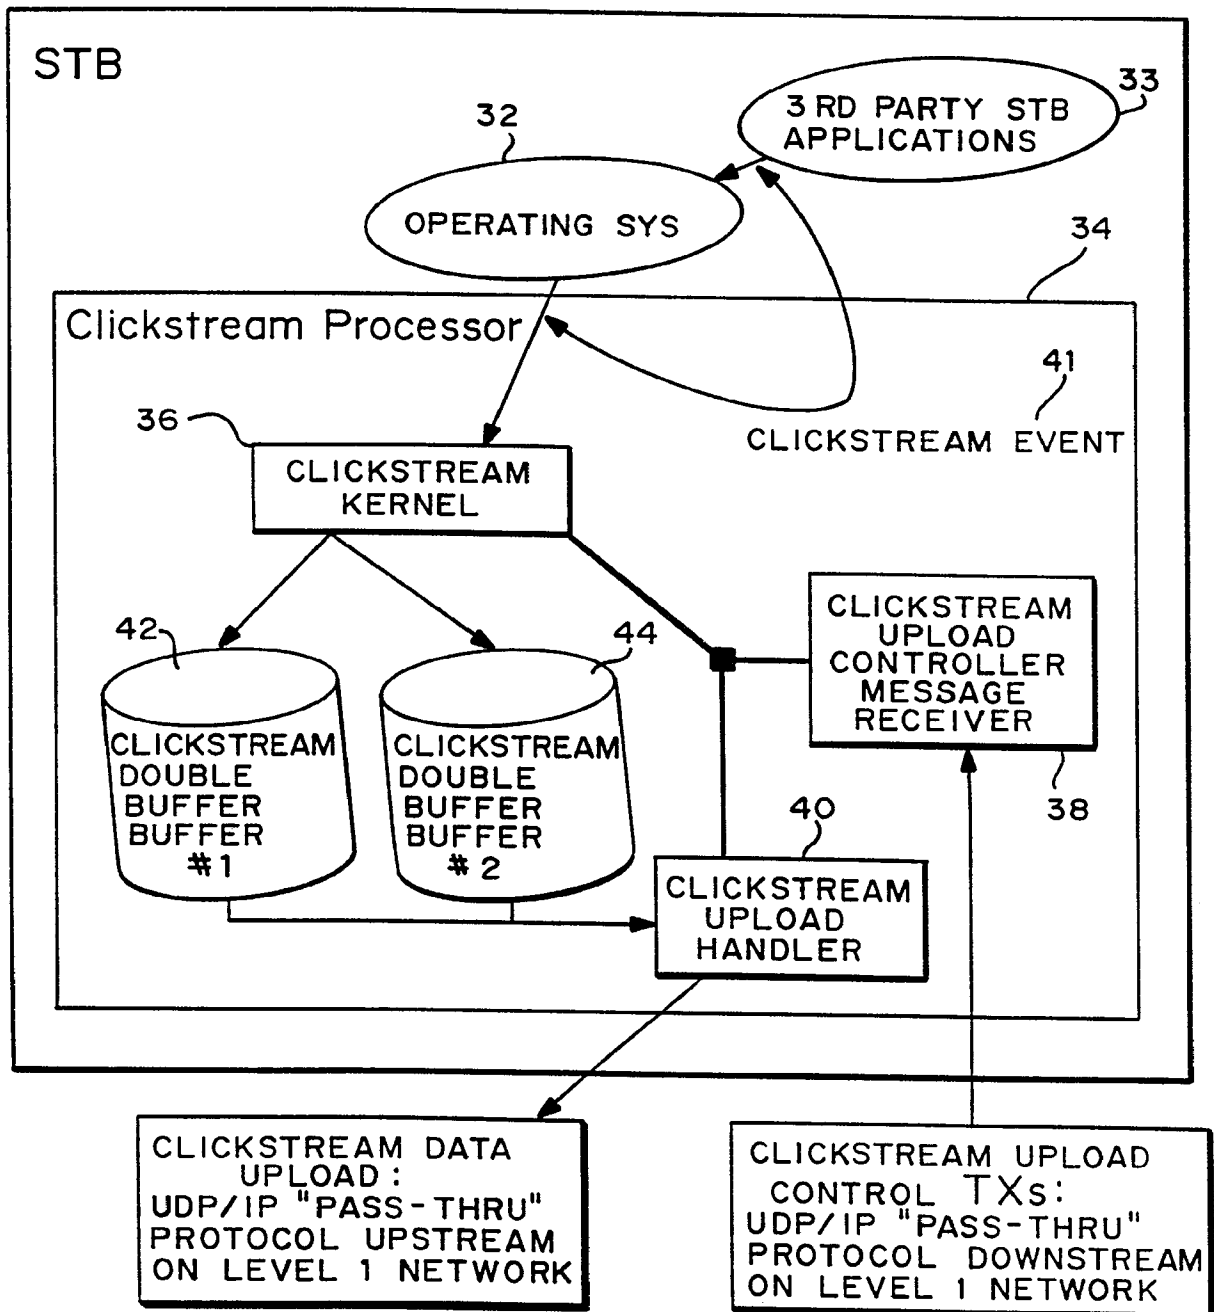 STB
33
3 RD PARTY STB
APPLICATIONS
32
OPERATING SYS
34
Clickstream Processor
41
CLICKSTREAM EVENT
36
CLICKSTREAM
KERNEL
42
44
CLICKSTREAM
DOUBLE
BUFFER
BUFFER
#1
CLICKSTREAM
DOUBLE
BUFFER
BUFFER
#2
CLICKSTREAM
UPLOAD
CONTROLLER
MESSAGE
RECEIVER
38
40
CLICKSTREAM
UPLOAD
HANDLER
CLICKSTREAM DATA
UPLOAD:
UDP/IP "PASS-THRU"
PROTOCOL UPSTREAM
ON LEVEL 1 NETWORK
CLICKSTREAM UPLOAD
CONTROL TXs:
UDP/IP "PASS-THRU"
PROTOCOL DOWNSTREAM
ON LEVEL 1 NETWORK